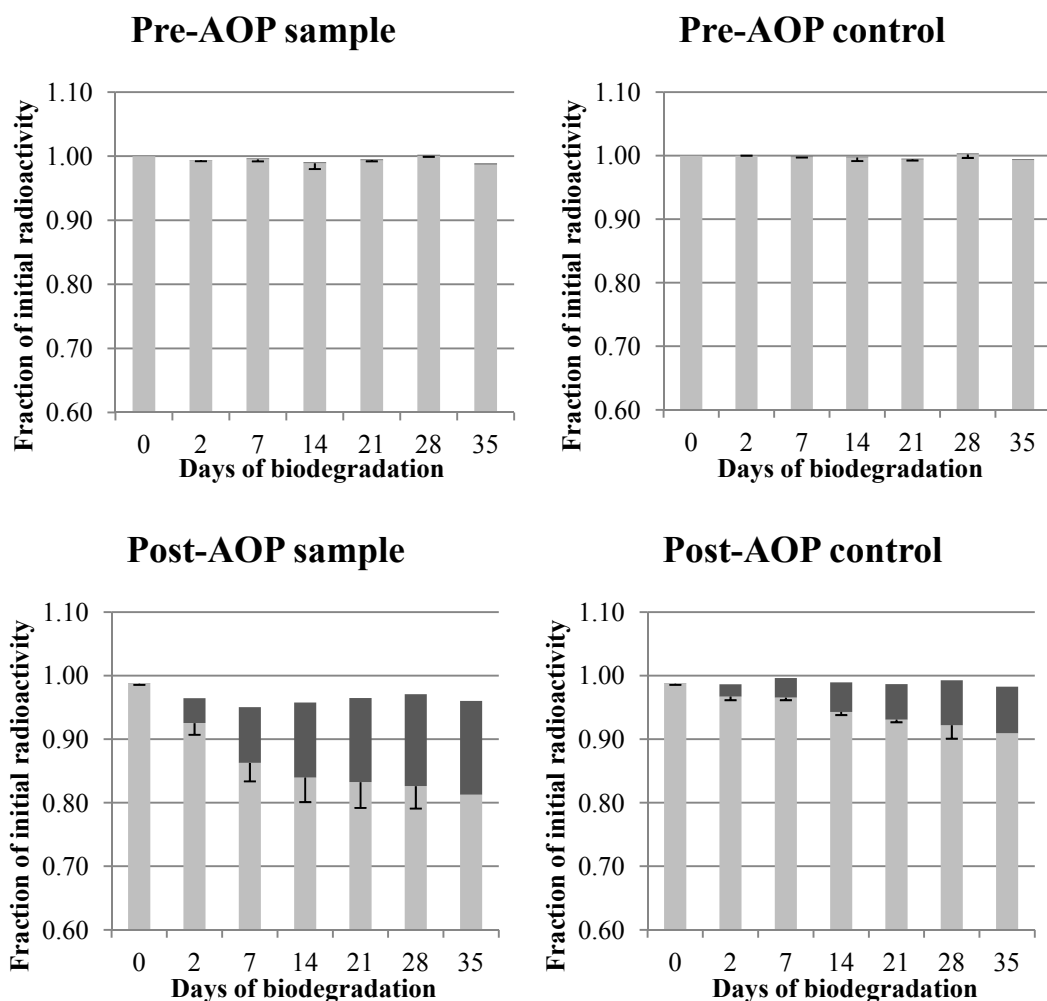 Pre-AOP sample
Fraction of initial radioactivity
1.10
1.00
0.90
0.80
0.70
0.60
0 2 7 14 21 28 35
Days of biodegradation
Pre-AOP control
Fraction of initial radioactivity
1.10
1.00
0.90
0.80
0.70
0.60
0 2 7 14 21 28 35
Days of biodegradation
Post-AOP sample
Fraction of initial radioactivity
1.10
1.00
0.90
0.80
0.70
0.60
0 2 7 14 21 28 35
Days of biodegradation
Post-AOP control
Fraction of initial radioactivity
1.10
1.00
0.90
0.80
0.70
0.60
0 2 7 14 21 28 35
Days of biodegradation